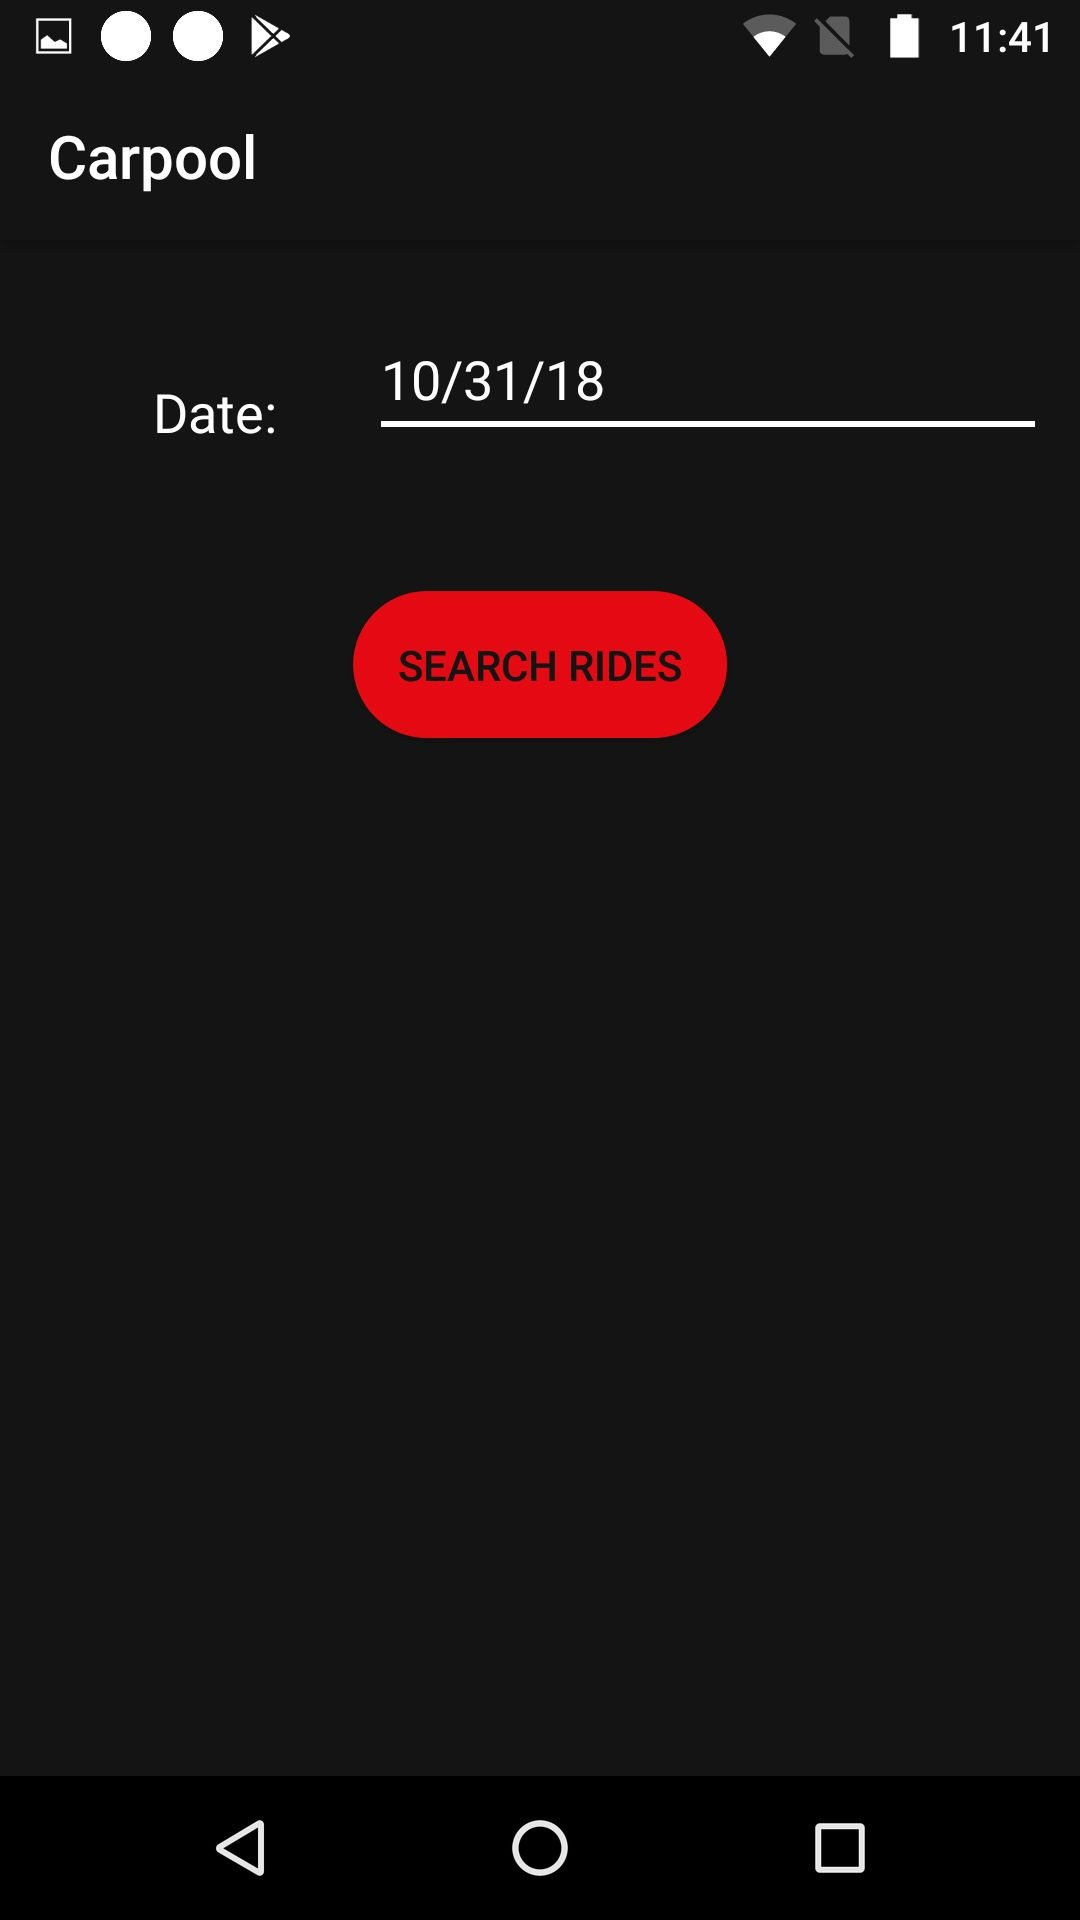 11:41
Carpool
10/31/18
Date:
SEARCH RIDES